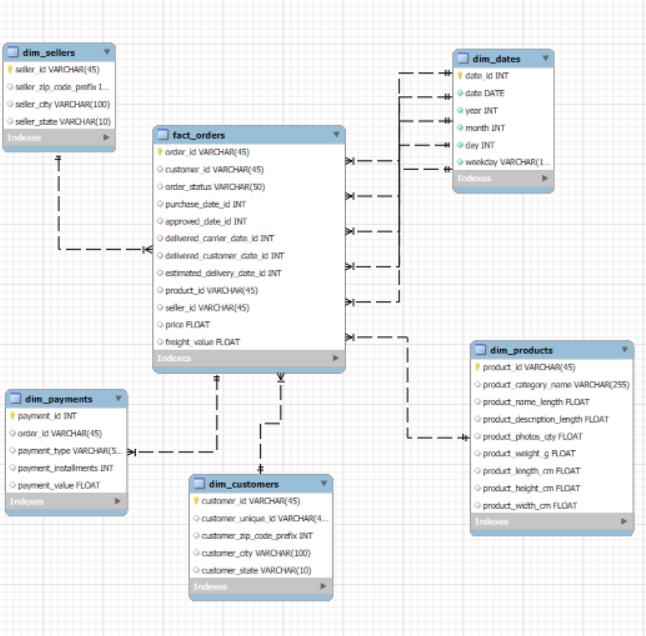 dim_sellers
seller_id VARCHAR(45)
seller_zip_code_prefix I...
seller_city VARCHAR(100)
seller_state VARCHAR(10)
Indexes
dim_dates
date_id INT
date DATE
year INT
month INT
day INT
weekday VARCHAR(1...
Indexes
fact_orders
order_id VARCHAR(45)
customer_id VARCHAR(45)
order_status VARCHAR(50)
purchase_date_id INT
approved_date_id INT
delivered_carrier_date_id INT
delivered_customer_date_id INT
estimated_delivery_date_id INT
product_id VARCHAR(45)
seller_id VARCHAR(45)
price FLOAT
freight_value FLOAT
Indexes
dim_products
product_id VARCHAR(45)
product_category_name VARCHAR(255)
product_name_length FLOAT
product_description_length FLOAT
product_photos_qty FLOAT
product_weight_g FLOAT
product_length_cm FLOAT
product_height_cm FLOAT
product_width_cm FLOAT
Indexes
dim_payments
payment_id INT
order_id VARCHAR(45)
payment_type VARCHAR(5...
payment_installments INT
payment_value FLOAT
Indexes
dim_customers
customer_id VARCHAR(45)
customer_unique_id VARCHAR(4...
customer_zip_code_prefix INT
customer_city VARCHAR(100)
customer_state VARCHAR(10)
Indexes